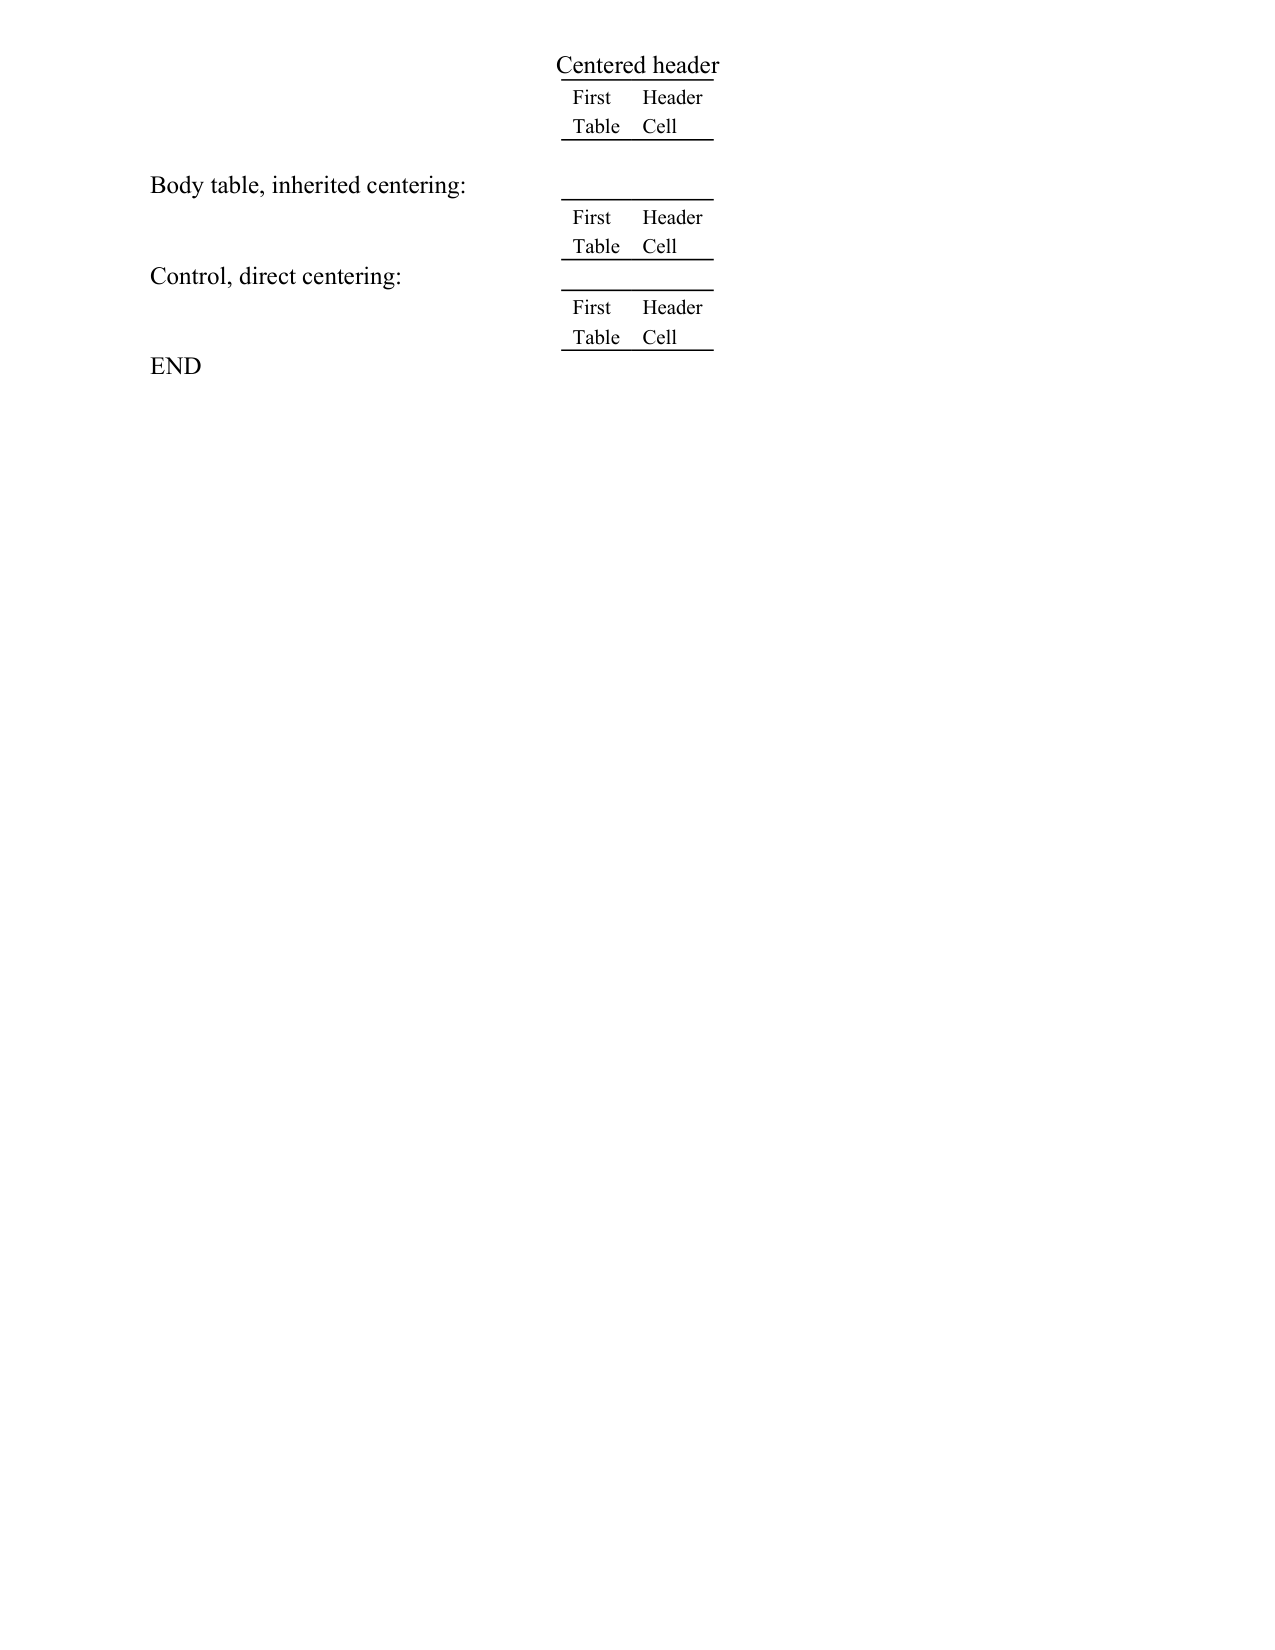 Centered header
First Header
Table Cell
Body table, inherited centering:
First Header
Table Cell
Control, direct centering:
First Header
Table Cell
END